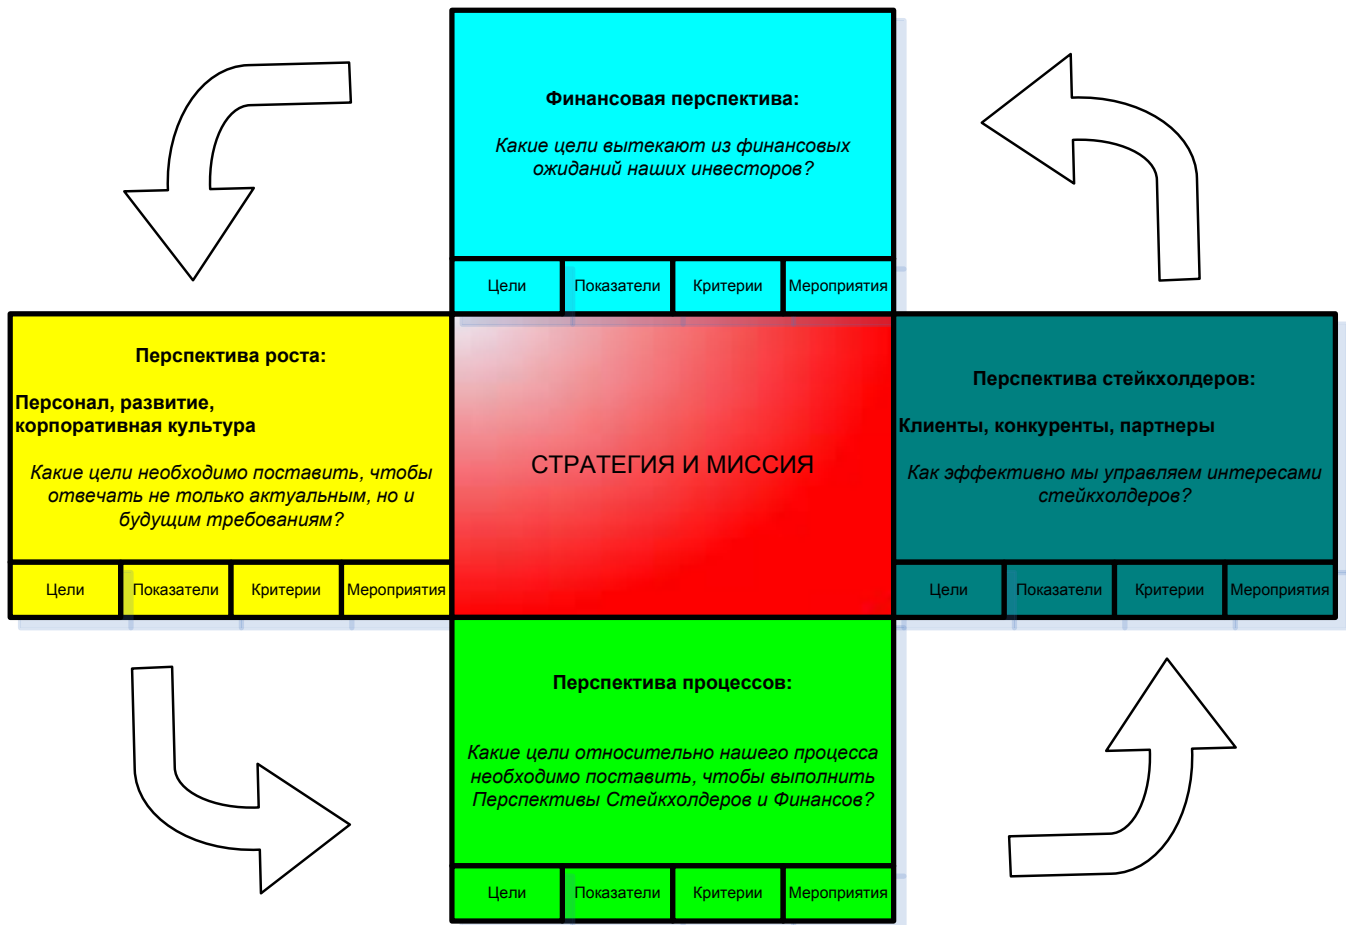 Финансовая перспектива:
Какие цели вытекают из финансовых
ожиданий наших инвесторов?
Цели
Показатели
Критерии
Мероприятия
Перспектива роста:
Персонал, развитие,
корпоративная культура
Какие цели необходимо поставить, чтобы
отвечать не только актуальным, но и
будущим требованиям?
Цели
Показатели
Критерии
Мероприятия
СТРАТЕГИЯ И МИССИЯ
Перспектива стейкхолдеров:
Клиенты, конкуренты, партнеры
Как эффективно мы управляем интересами
стейкхолдеров?
Цели
Показатели
Критерии
Мероприятия
Перспектива процессов:
Какие цели относительно нашего процесса
необходимо поставить, чтобы выполнить
Перспективы Стейкхолдеров и Финансов?
Цели
Показатели
Критерии
Мероприятия